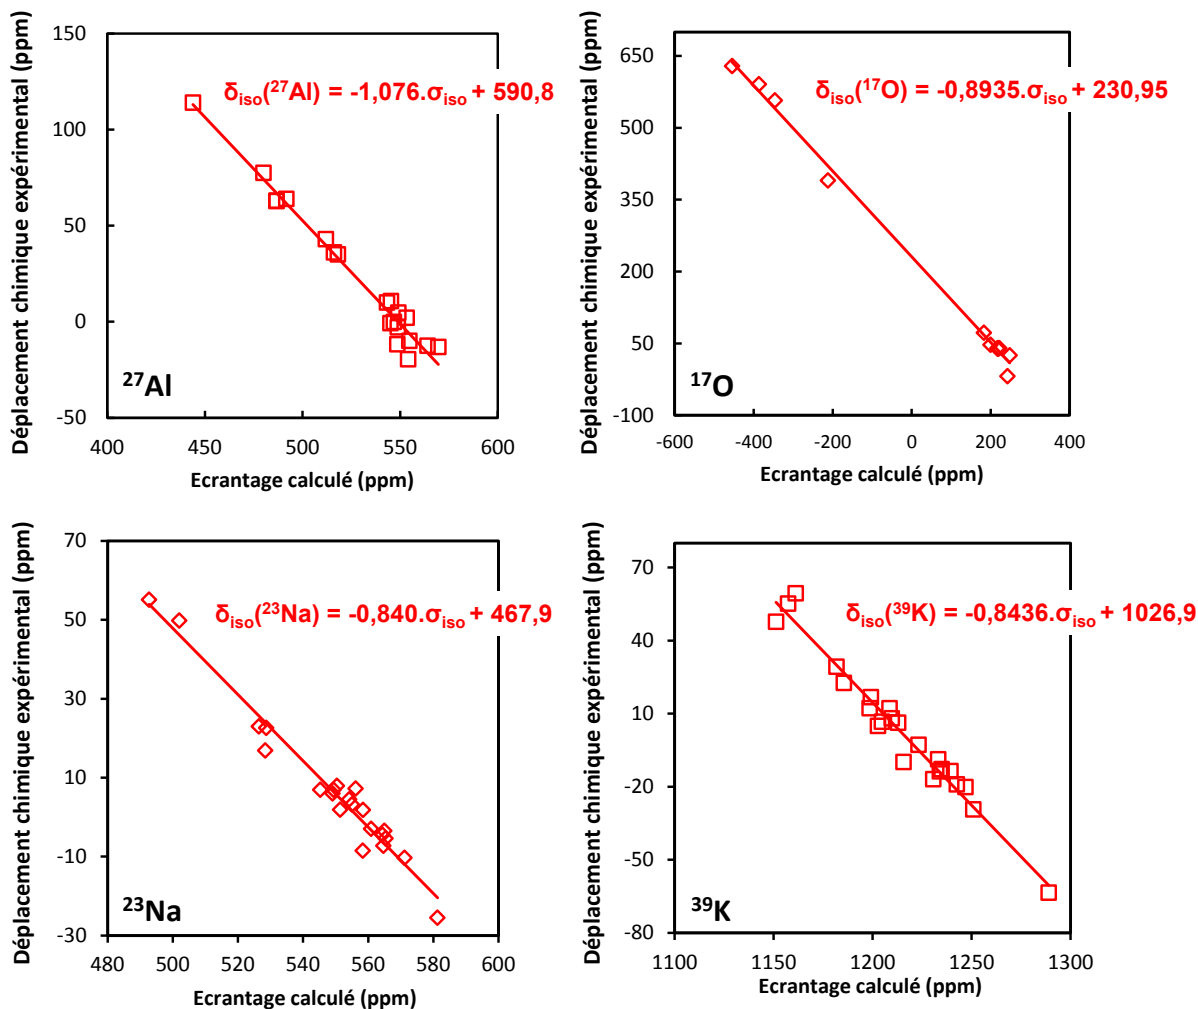 Déplacement chimique expérimental (ppm)
150
100
50
0
-50
δiso(27Al) = -1,076.σiso + 590,8
27Al
400 450 500 550 600
Ecrantage calculé (ppm)
Déplacement chimique expérimental (ppm)
650
500
350
200
50
-100
δiso(17O) = -0,8935.σiso + 230,95
17O
-600 -400 -200 0 200 400
Ecrantage calculé (ppm)
Déplacement chimique expérimental (ppm)
70
50
30
10
-10
-30
δiso(23Na) = -0,840.σiso + 467,9
23Na
480 500 520 540 560 580 600
Ecrantage calculé (ppm)
Déplacement chimique expérimental (ppm)
70
40
10
-20
-50
-80
δiso(39K) = -0,8436.σiso + 1026,9
39K
1100 1150 1200 1250 1300
Ecrantage calculé (ppm)